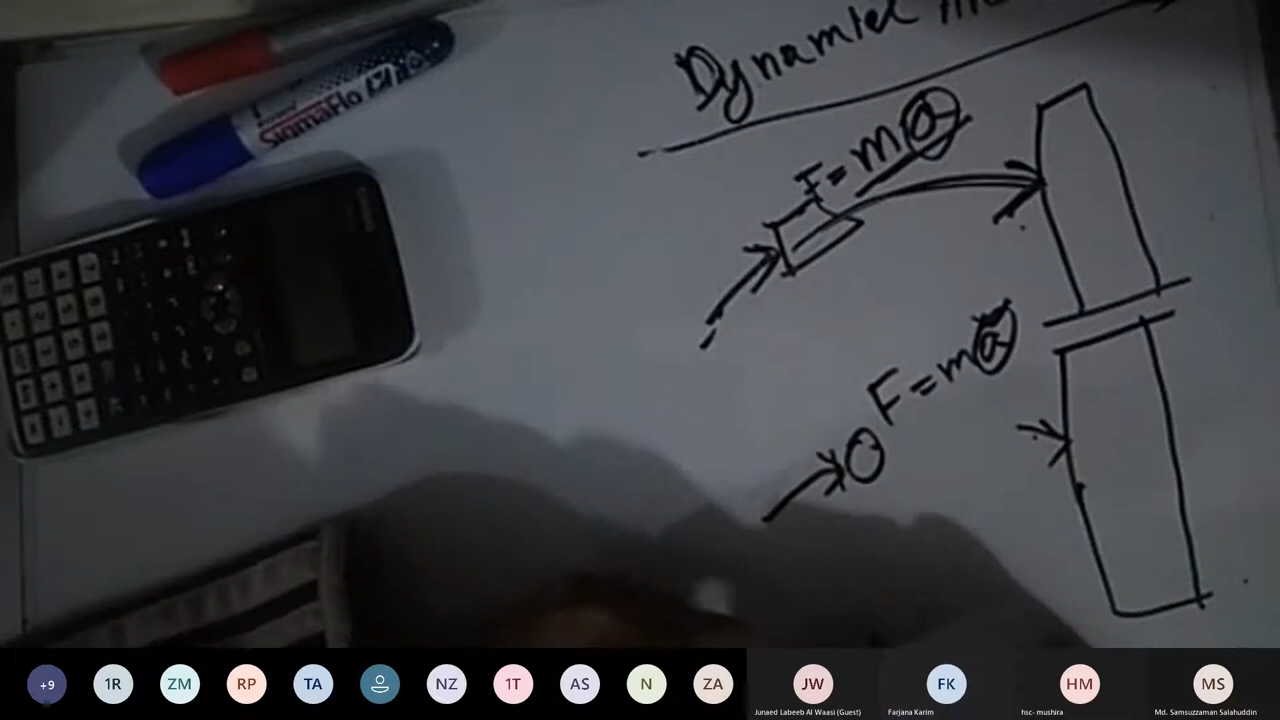 Dynamic
F = ma
F = ma
SigmaFlo
+9
1R
ZM
RP
TA
NZ
1T
AS
N
ZA
JW
FK
HM
MS
Junaed Labeeb Al Waasi (Guest)
Farjana Karim
hsc- mushira
Md. Samsuzzaman Salahuddin